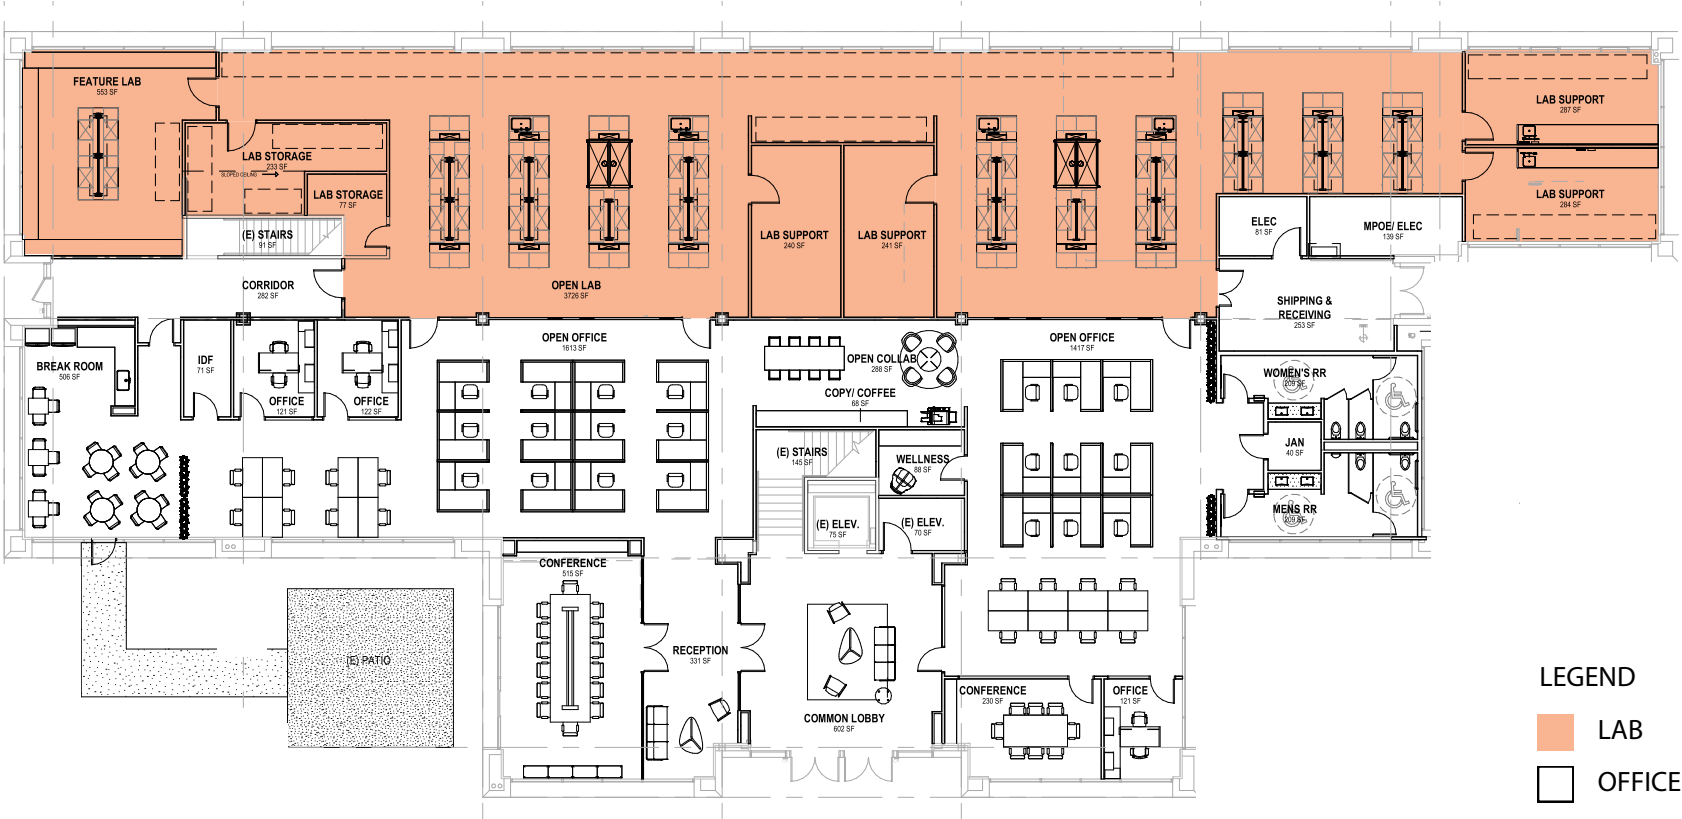 FEATURE LAB
553 SF
LAB STORAGE
233 SF
SLOPED CEILING
LAB STORAGE
77 SF
(E) STAIRS
91 SF
CORRIDOR
282 SF
OPEN LAB
3726 SF
LAB SUPPORT
240 SF
LAB SUPPORT
241 SF
LAB SUPPORT
287 SF
LAB SUPPORT
284 SF
ELEC
81 SF
MPOE/ ELEC
139 SF
SHIPPING &
RECEIVING
253 SF
BREAK ROOM
506 SF
IDF
71 SF
OFFICE
121 SF
OFFICE
122 SF
OPEN OFFICE
1613 SF
OPEN COLLAB
288 SF
COPY/ COFFEE
68 SF
OPEN OFFICE
1417 SF
WOMEN'S RR
209 SF
JAN
40 SF
MENS RR
209 SF
(E) STAIRS
145 SF
WELLNESS
88 SF
(E) ELEV.
75 SF
(E) ELEV.
70 SF
CONFERENCE
515 SF
RECEPTION
331 SF
(E) PATIO
COMMON LOBBY
602 SF
CONFERENCE
230 SF
OFFICE
121 SF
LEGEND
LAB
OFFICE